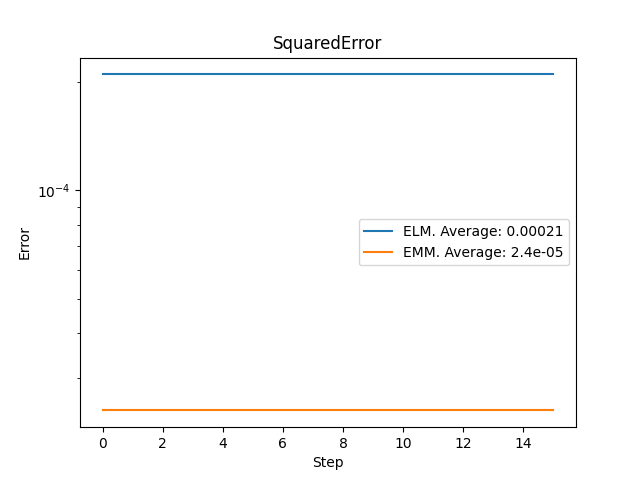 SquaredError
Error
10⁻⁴
ELM. Average: 0.00021
EMM. Average: 2.4e-05
0 2 4 6 8 10 12 14
Step